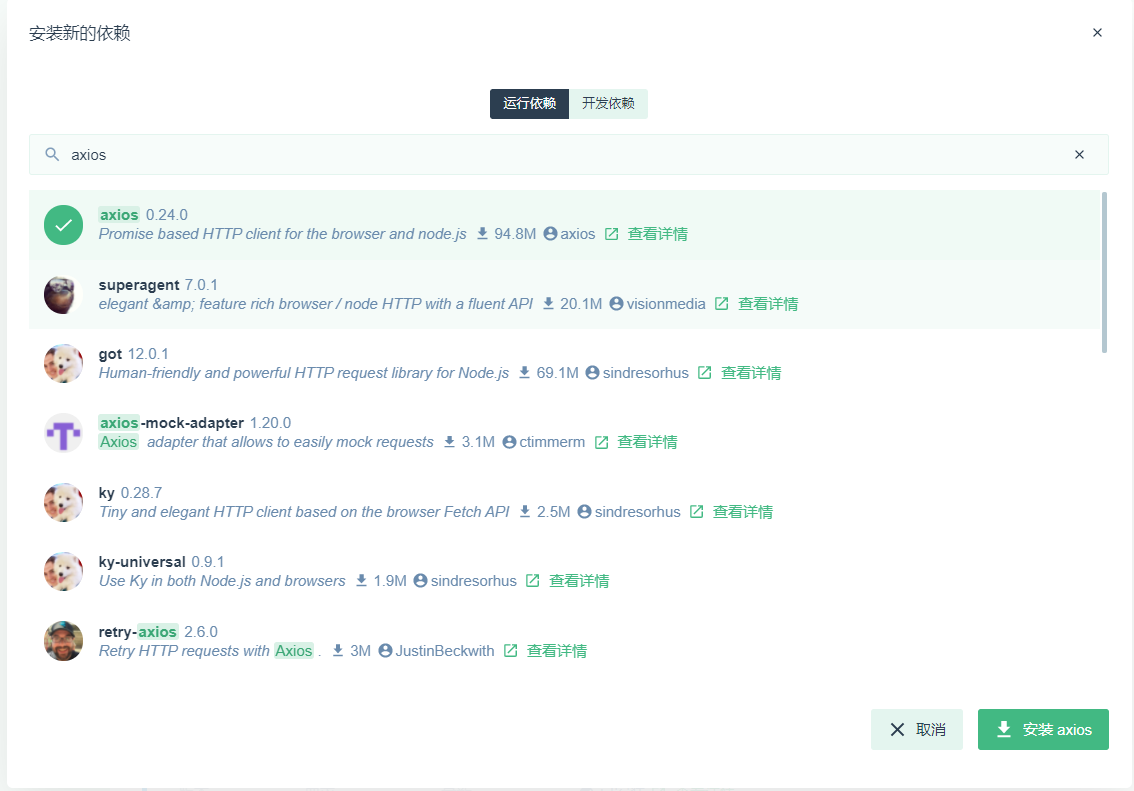 安装新的依赖
运行依赖 开发依赖
axios
axios 0.24.0
Promise based HTTP client for the browser and node.js 94.8M axios 查看详情
superagent 7.0.1
elegant &amp; feature rich browser / node HTTP with a fluent API 20.1M visionmedia 查看详情
got 12.0.1
Human-friendly and powerful HTTP request library for Node.js 69.1M sindresorhus 查看详情
axios-mock-adapter 1.20.0
Axios adapter that allows to easily mock requests 3.1M ctimmerm 查看详情
ky 0.28.7
Tiny and elegant HTTP client based on the browser Fetch API 2.5M sindresorhus 查看详情
ky-universal 0.9.1
Use Ky in both Node.js and browsers 1.9M sindresorhus 查看详情
retry-axios 2.6.0
Retry HTTP requests with Axios . 3M JustinBeckwith 查看详情
取消 安装 axios